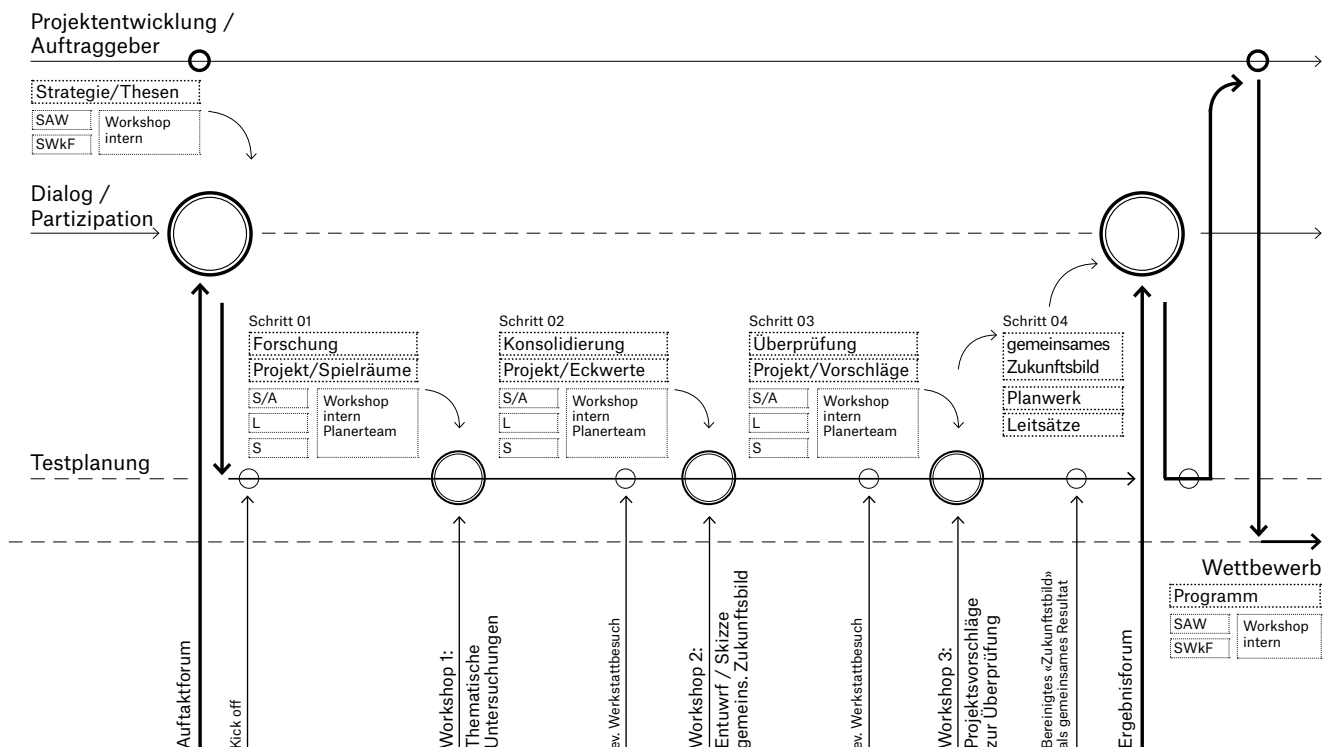 Projektentwicklung /
Auftraggeber
Strategie/Thesen
SAW
SWkF
Workshop
intern
Dialog /
Partizipation
Schritt 01
Forschung
Projekt/Spielräume
S/A
L
S
Workshop
intern
Planerteam
Schritt 02
Konsolidierung
Projekt/Eckwerte
S/A
L
S
Workshop
intern
Planerteam
Schritt 03
Überprüfung
Projekt/Vorschläge
S/A
L
S
Workshop
intern
Planerteam
Schritt 04
gemeinsames
Zukunftsbild
Planwerk
Leitsätze
Testplanung
Wettbewerb
Programm
SAW
SWkF
Workshop
intern
Auftaktforum
Kick off
Workshop 1:
Thematische
Untersuchungen
ev. Werkstattbesuch
Workshop 2:
Entuwrf / Skizze
gemeins. Zukunftsbild
ev. Werkstattbesuch
Workshop 3:
Projektsvorschläge
zur Überprüfung
Bereinigtes «Zukunftstbild»
als gemeinsames Resultat
Ergebnisforum